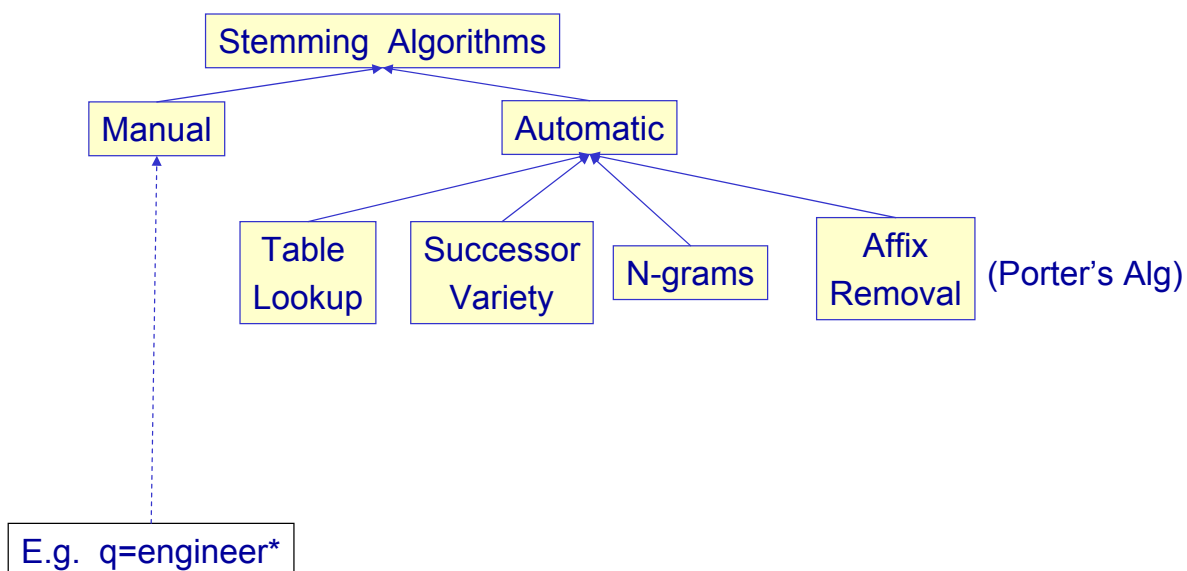 Stemming Algorithms
Manual
Automatic
Table
Lookup
Successor
Variety
N-grams
Affix
Removal
(Porter’s Alg)
E.g. q=engineer*